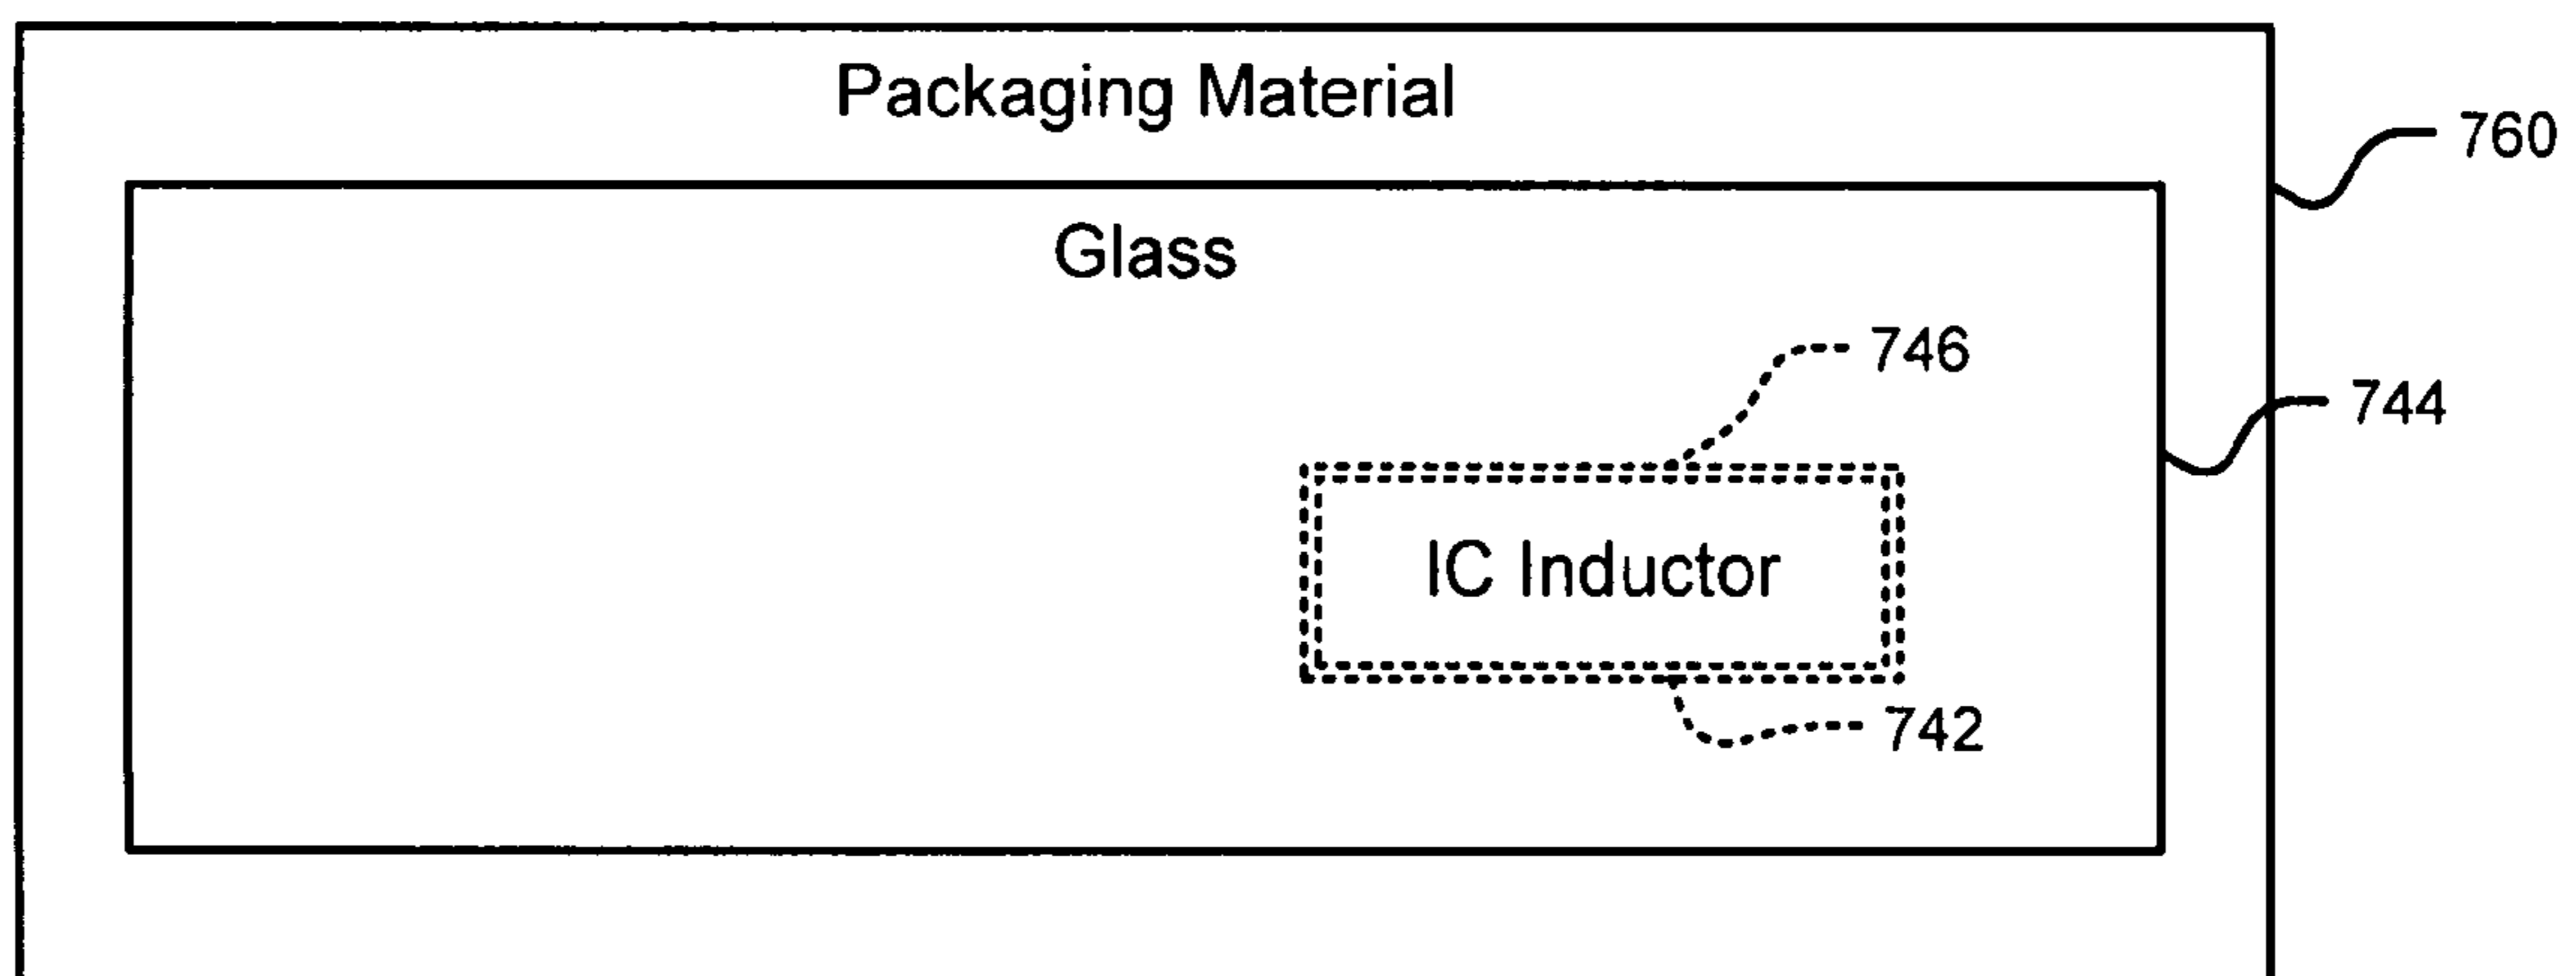 Packaging Material
760
Glass
746
744
IC Inductor
742